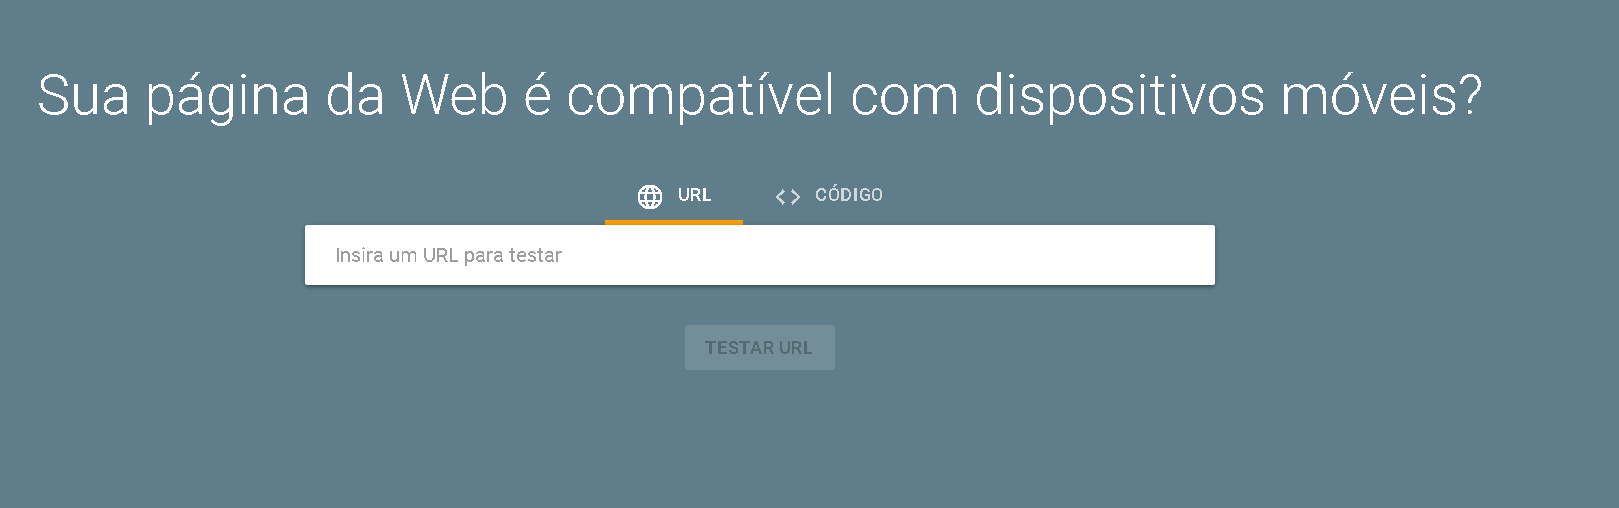 Sua página da Web é compatível com dispositivos móveis?
URL
CÓDIGO
Insira um URL para testar
TESTAR URL